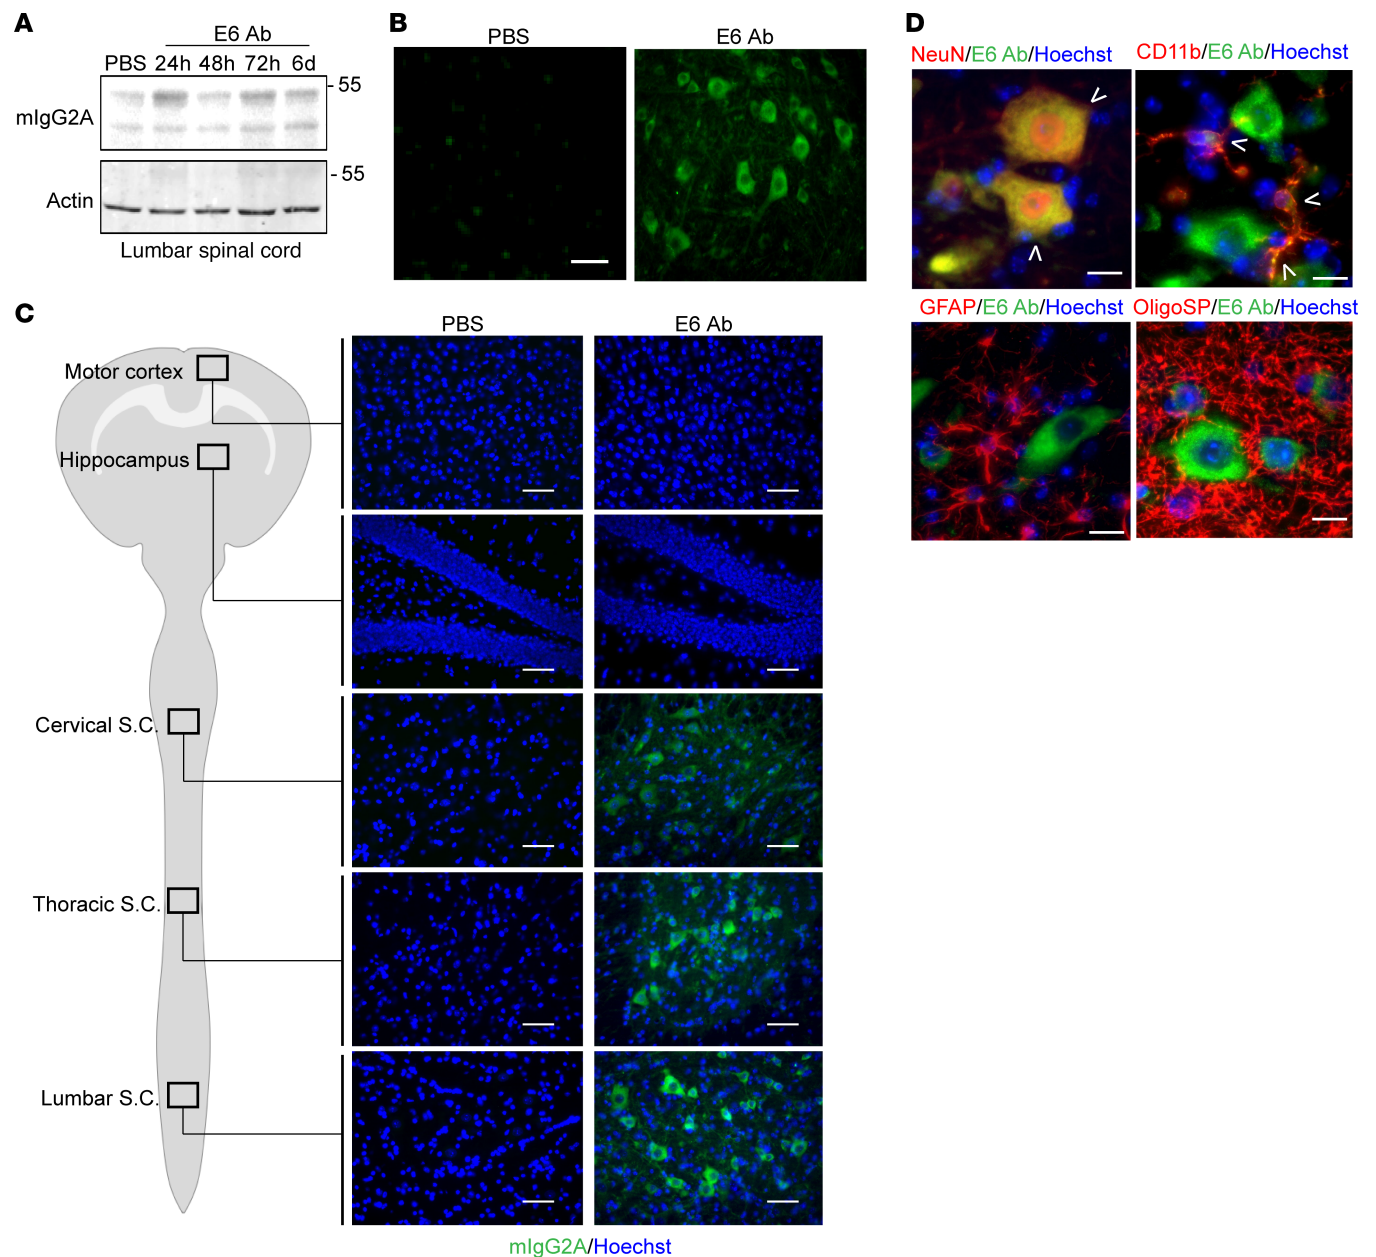 A
E6 Ab
PBS 24h 48h 72h 6d
mIgG2A
- 55
Actin
- 55
Lumbar spinal cord
B
PBS
E6 Ab
C
PBS
E6 Ab
Motor cortex
Hippocampus
Cervical S.C.
Thoracic S.C.
Lumbar S.C.
mIgG2A/Hoechst
D
NeuN/E6 Ab/Hoechst
CD11b/E6 Ab/Hoechst
GFAP/E6 Ab/Hoechst
OligoSP/E6 Ab/Hoechst